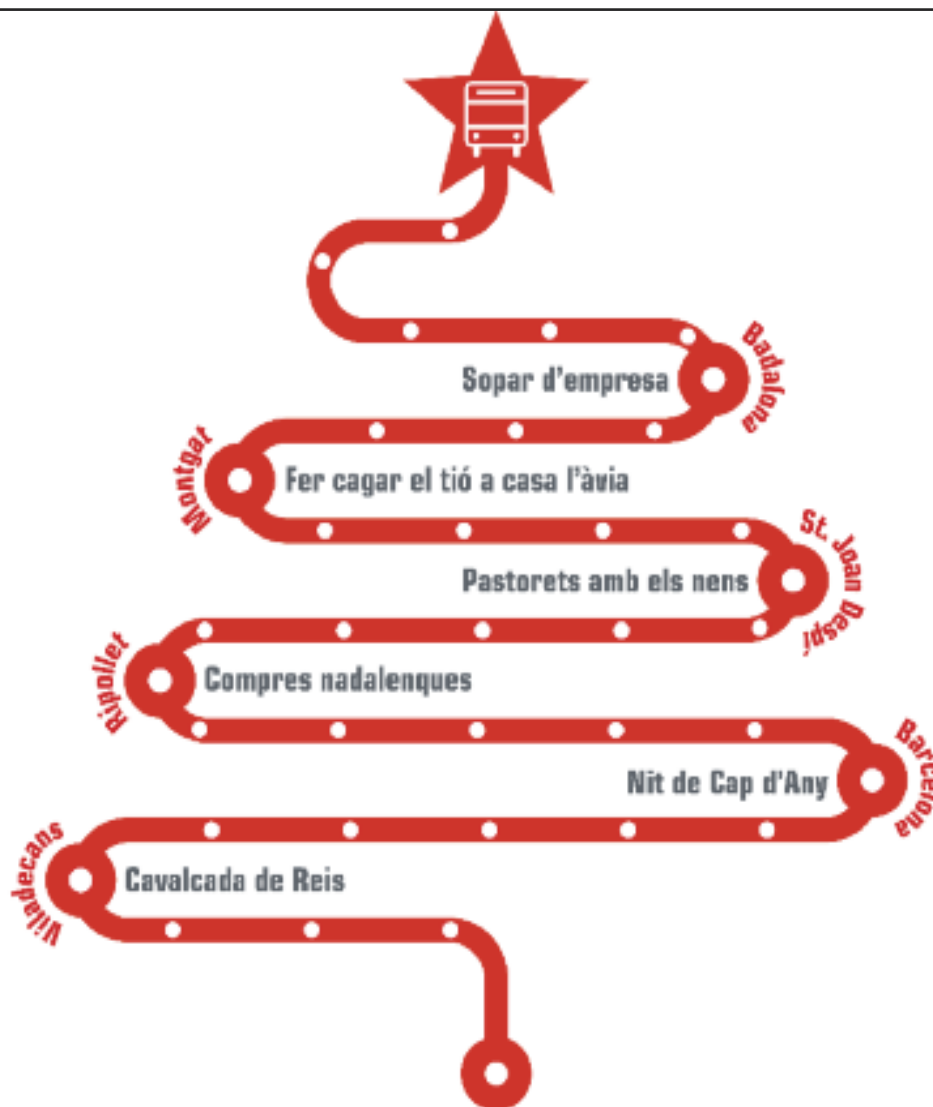 Badalona
Sopar d'empresa
Montgat
Fer cagar el tió a casa l'àvia
St. Joan Despí
Pastorets amb els nens
Ripollet
Compres nadalenques
Barcelona
Nit de Cap d'Any
Viladecans
Cavalcada de Reis